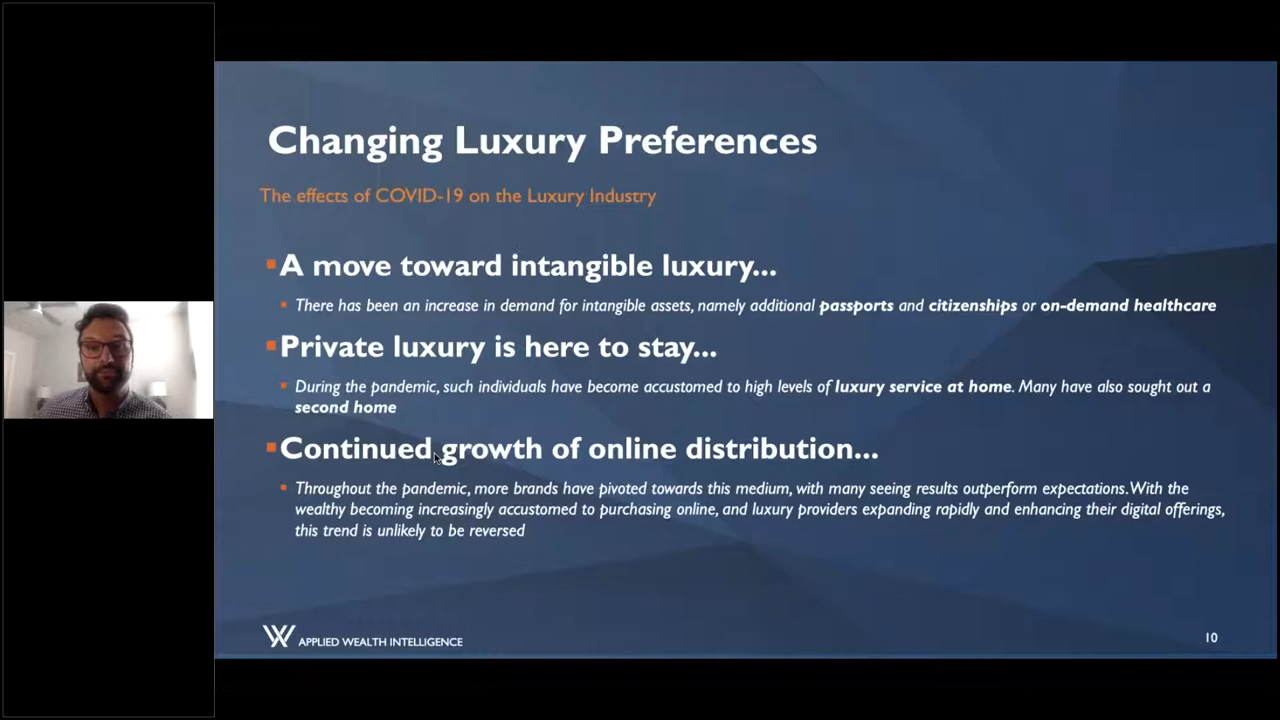 Changing Luxury Preferences
The effects of COVID-19 on the Luxury Industry
▪A move toward intangible luxury...
▪ There has been an increase in demand for intangible assets, namely additional passports and citizenships or on-demand healthcare
▪Private luxury is here to stay...
▪ During the pandemic, such individuals have become accustomed to high levels of luxury service at home. Many have also sought out a
second home
▪Continued growth of online distribution...
▪ Throughout the pandemic, more brands have pivoted towards this medium, with many seeing results outperform expectations. With the
wealthy becoming increasingly accustomed to purchasing online, and luxury providers expanding rapidly and enhancing their digital offerings,
this trend is unlikely to be reversed
W APPLIED WEALTH INTELLIGENCE
10